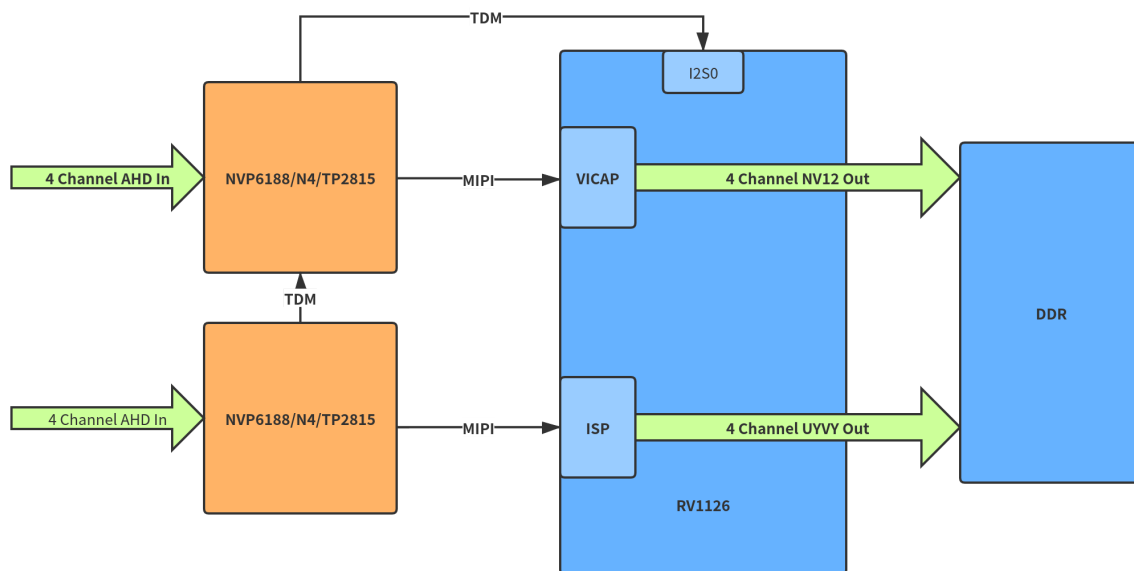 TDM
I2S0
4 Channel AHD In
NVP6188/N4/TP2815
MIPI
VICAP
4 Channel NV12 Out
TDM
DDR
4 Channel AHD In
NVP6188/N4/TP2815
MIPI
ISP
4 Channel UYVY Out
RV1126